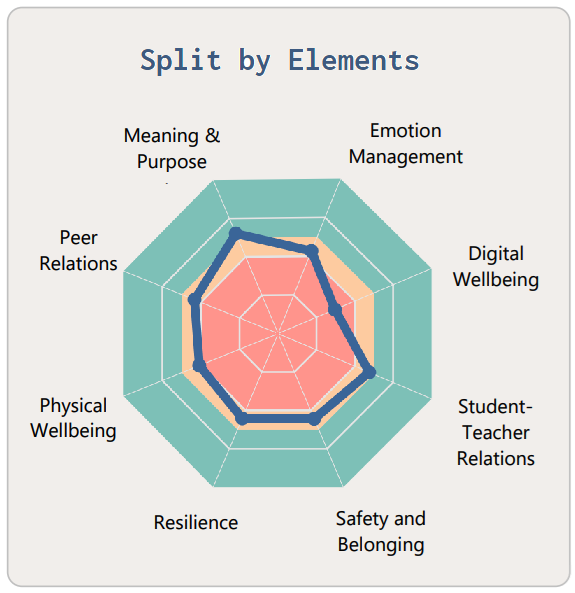 Split by Elements
Meaning &
Purpose
Emotion
Management
Peer
Relations
Digital
Wellbeing
Physical
Wellbeing
Student-
Teacher
Relations
Resilience
Safety and
Belonging